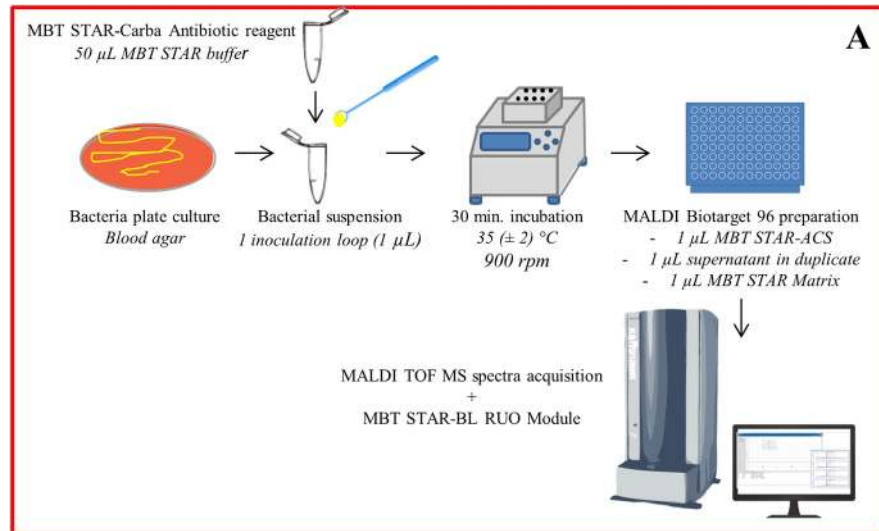 MBT STAR-Carba Antibiotic reagent
50 µL MBT STAR buffer
A
Bacteria plate culture
Blood agar
Bacterial suspension
1 inoculation loop (1 µL)
30 min. incubation
35 (± 2) °C
900 rpm
MALDI Biotarget 96 preparation
- 1 µL MBT STAR-ACS
- 1 µL supernatant in duplicate
- 1 µL MBT STAR Matrix
MALDI TOF MS spectra acquisition
+
MBT STAR-BL RUO Module